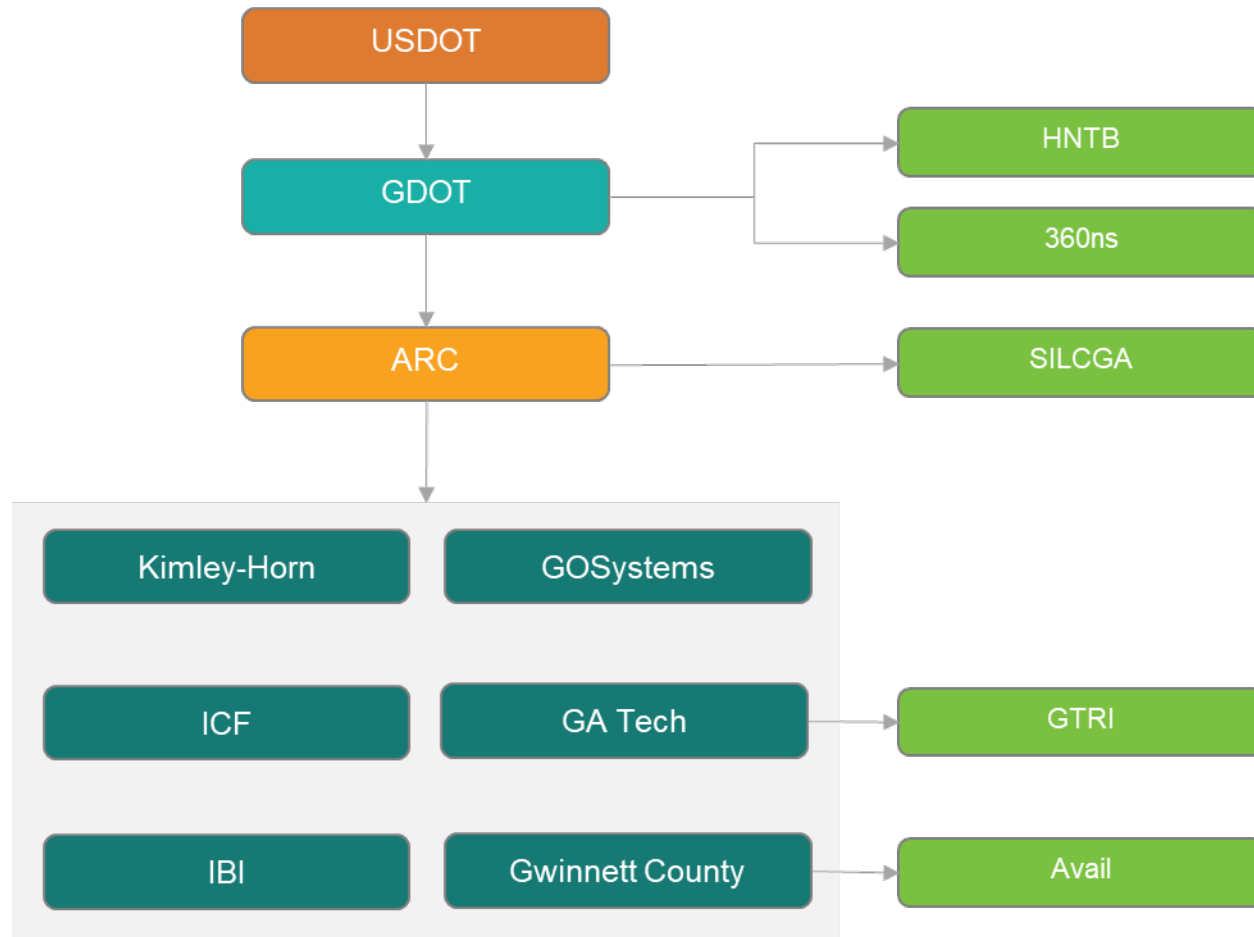 USDOT
HNTB
GDOT
360ns
ARC
SILCGA
Kimley-Horn
GOSystems
ICF
GA Tech
GTRI
IBI
Gwinnett County
Avail